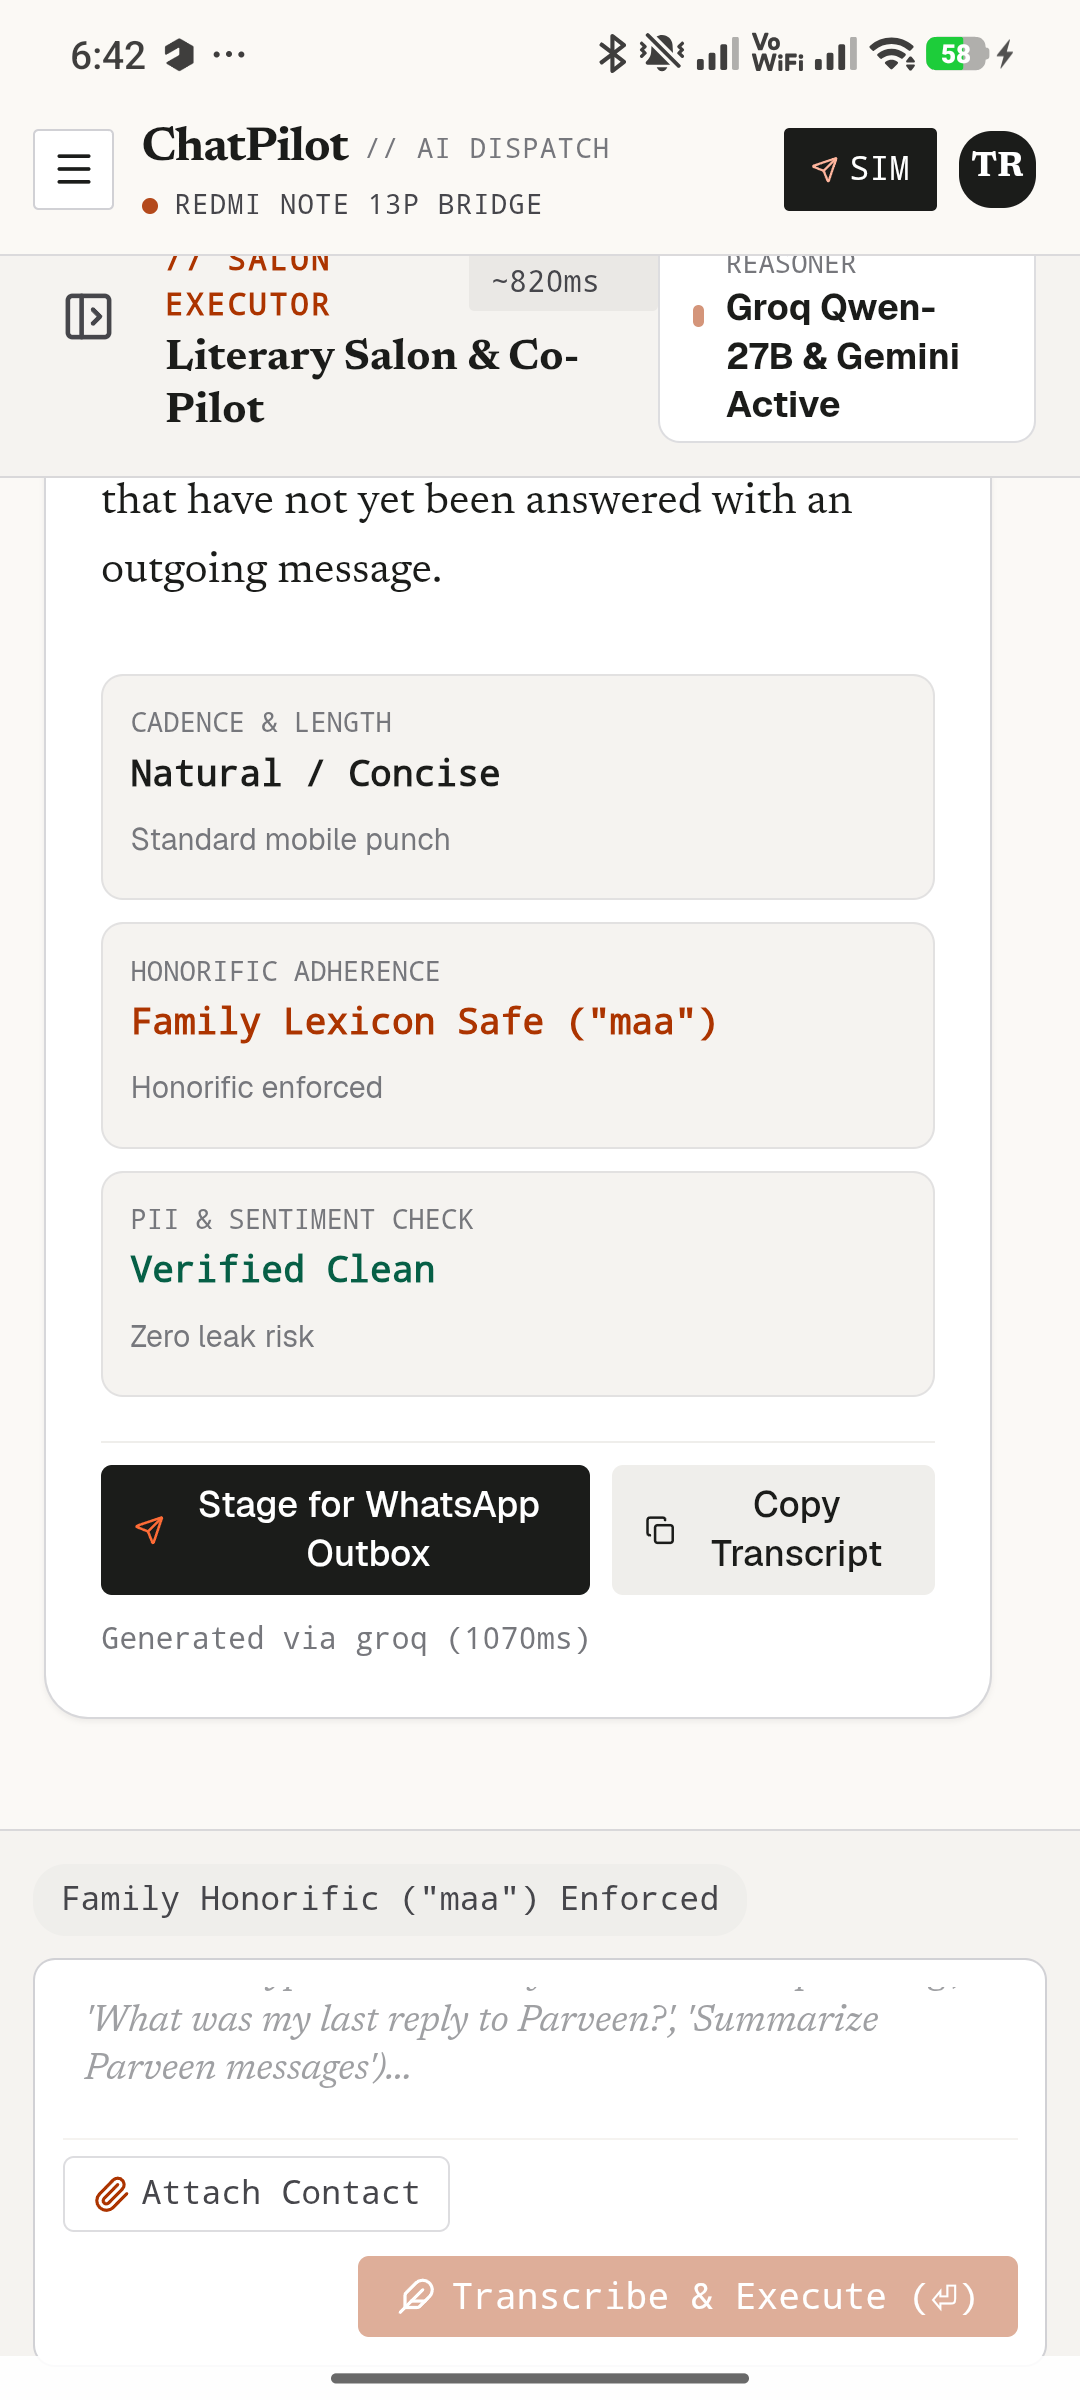 6:42 ...
Vo
WiFi
58
ChatPilot // AI DISPATCH
REDMI NOTE 13P BRIDGE
SIM
TR
// SALON
EXECUTOR
Literary Salon & Co-
Pilot
~820ms
REASONER
Groq Qwen-
27B & Gemini
Active
that have not yet been answered with an
outgoing message.
CADENCE & LENGTH
Natural / Concise
Standard mobile punch
HONORIFIC ADHERENCE
Family Lexicon Safe ("maa")
Honorific enforced
PII & SENTIMENT CHECK
Verified Clean
Zero leak risk
Stage for WhatsApp
Outbox
Copy
Transcript
Generated via groq (1070ms)
Family Honorific ("maa") Enforced
'What was my last reply to Parveen?', 'Summarize
Parveen messages')...
Attach Contact
Transcribe & Execute (⏎)